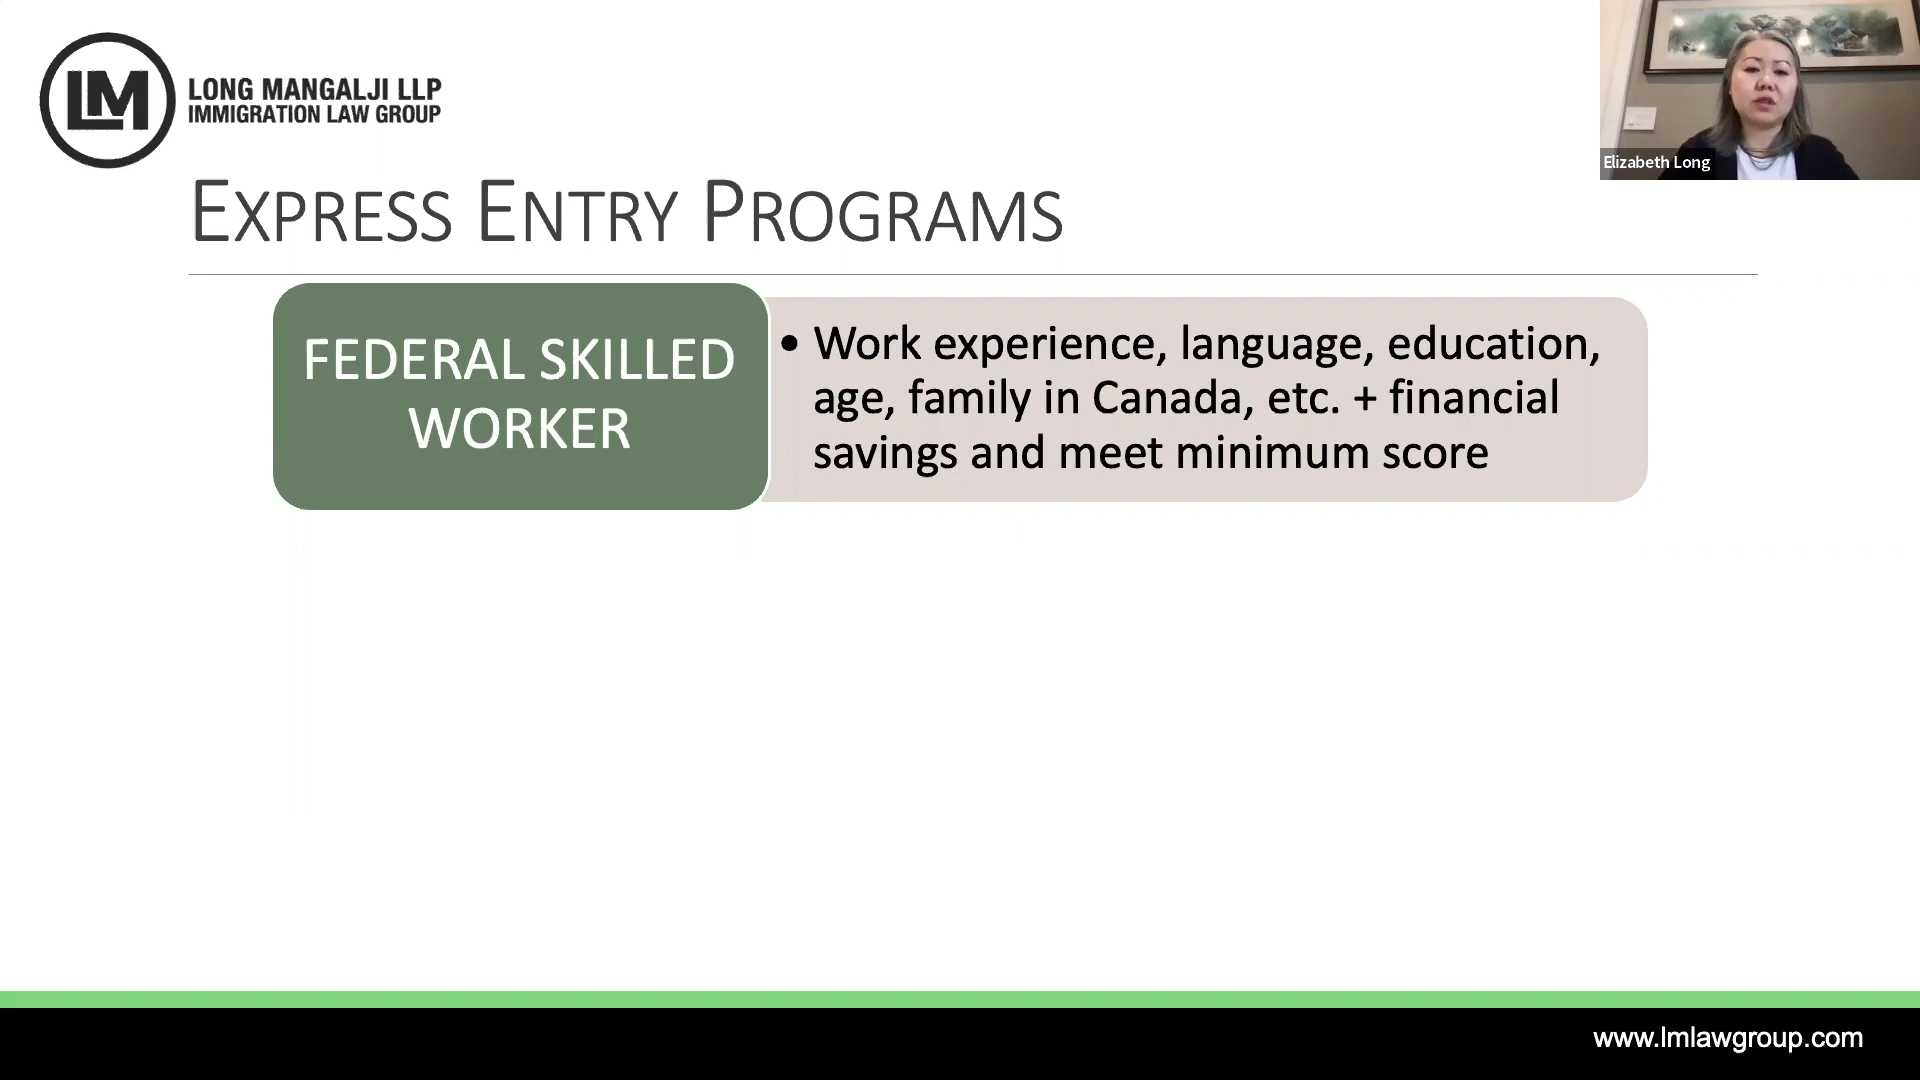 LM
LONG MANGALJI LLP
IMMIGRATION LAW GROUP
Elizabeth Long
EXPRESS ENTRY PROGRAMS
FEDERAL SKILLED
WORKER
• Work experience, language, education,
age, family in Canada, etc. + financial
savings and meet minimum score
www.lmlawgroup.com